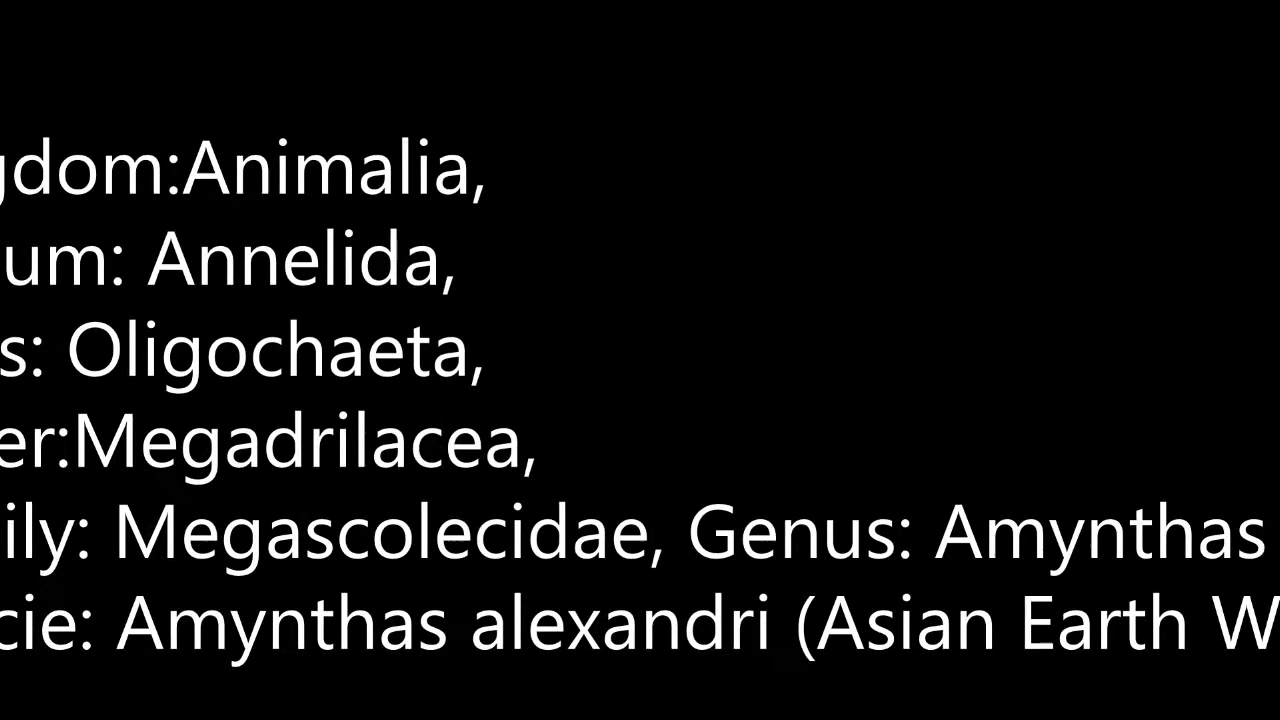 gdom:Animalia,
um: Annelida,
s: Oligochaeta,
er:Megadrilacea,
ily: Megascolecidae, Genus: Amynthas
cie: Amynthas alexandri (Asian Earth W